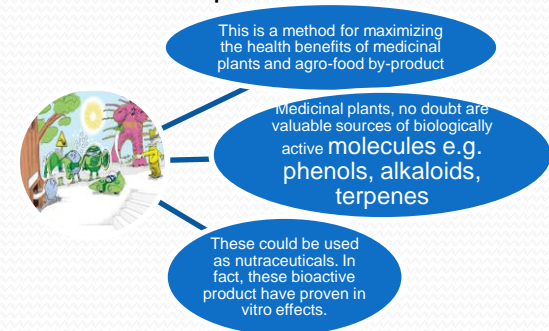 This is a method for maximizing
the health benefits of medicinal
plants and agro-food by-product
Medicinal plants, no doubt are
valuable sources of biologically
active molecules e.g.
phenols, alkaloids,
terpenes
These could be used
as nutraceuticals. In
fact, these bioactive
product have proven in
vitro effects.